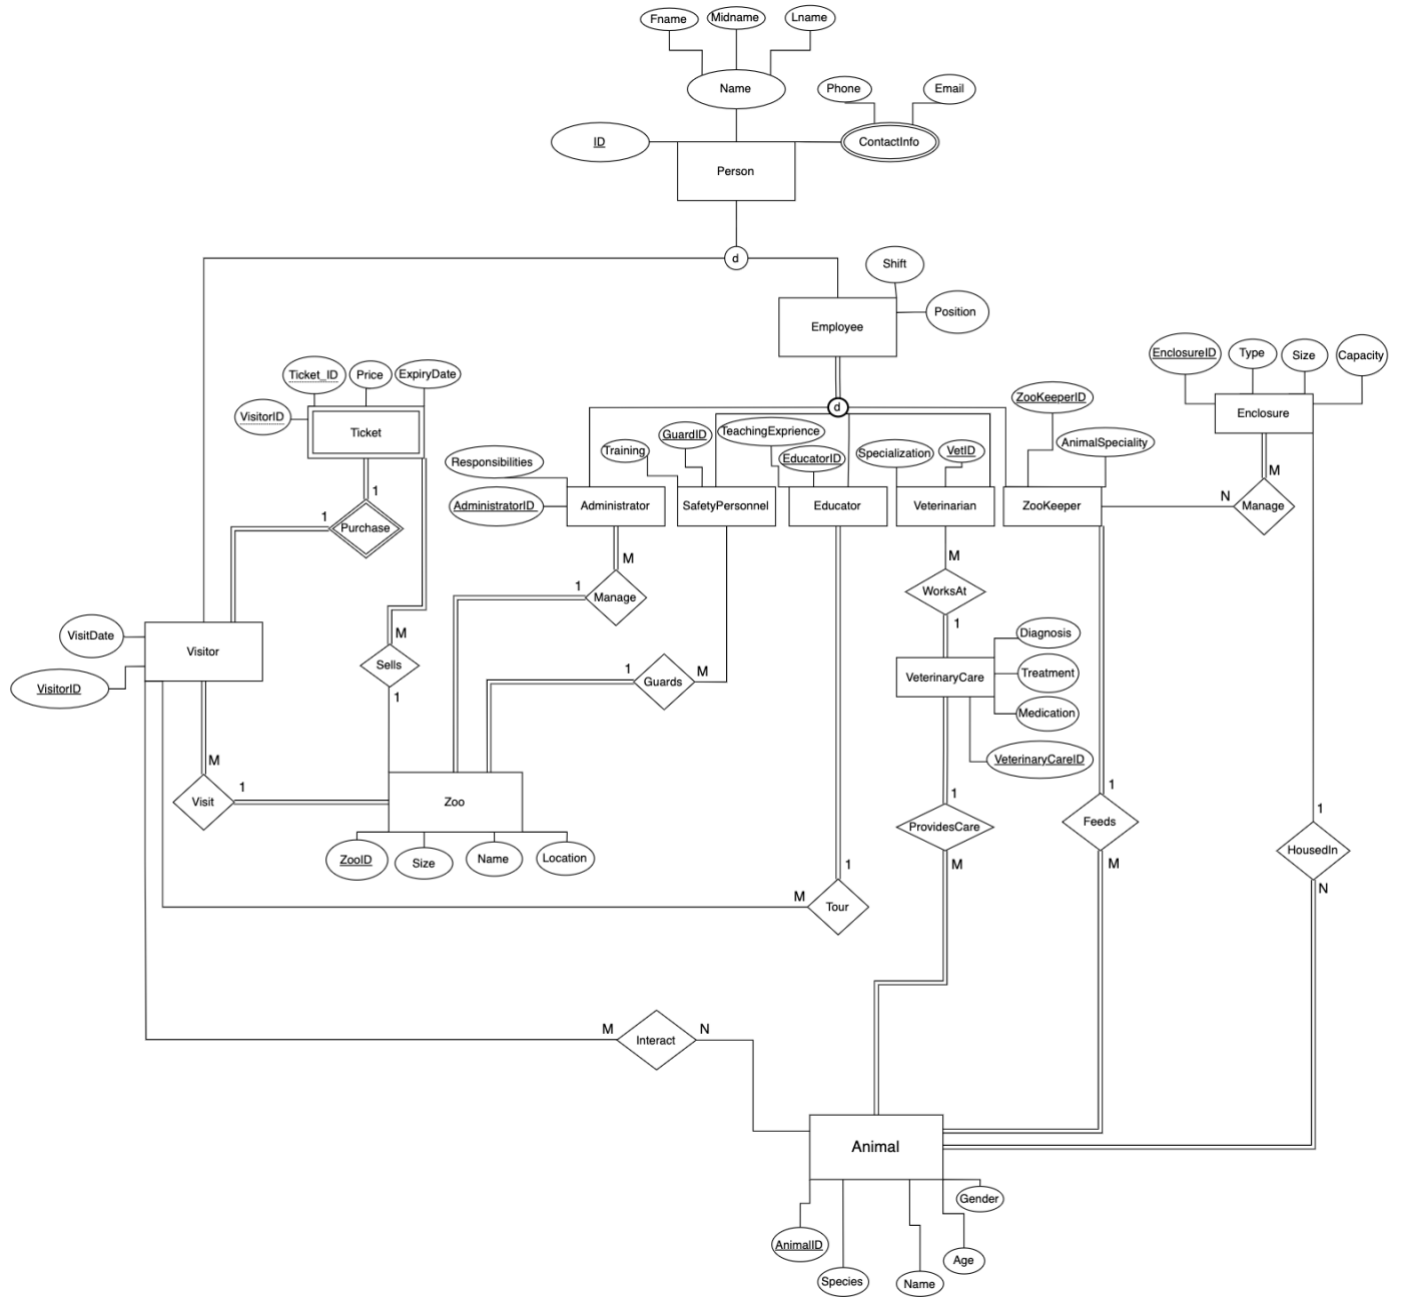 Fname
Midname
Lname
Name
Phone
Email
ID
ContactInfo
Person
d
Shift
Employee
Position
Ticket_ID
Price
ExpiryDate
VisitorID
Ticket
EnclosureID
Type
Size
Capacity
Enclosure
d
ZooKeeperID
AnimalSpeciality
Responsibilities
Training
GuardID
TeachingExprience
EducatorID
Specialization
VetID
AdministratorID
Administrator
SafetyPersonnel
Educator
Veterinarian
ZooKeeper
N
Manage
M
1
1
Purchase
M
1
Manage
M
WorksAt
1
VisitDate
VisitorID
Visitor
M
Sells
1
1
Guards
M
VeterinaryCare
Diagnosis
Treatment
Medication
VeterinaryCareID
M
Visit
1
Zoo
ZooID
Size
Name
Location
1
ProvidesCare
M
1
Feeds
M
1
HousedIn
N
M
1
Tour
M
Interact
N
Animal
AnimalID
Species
Name
Age
Gender